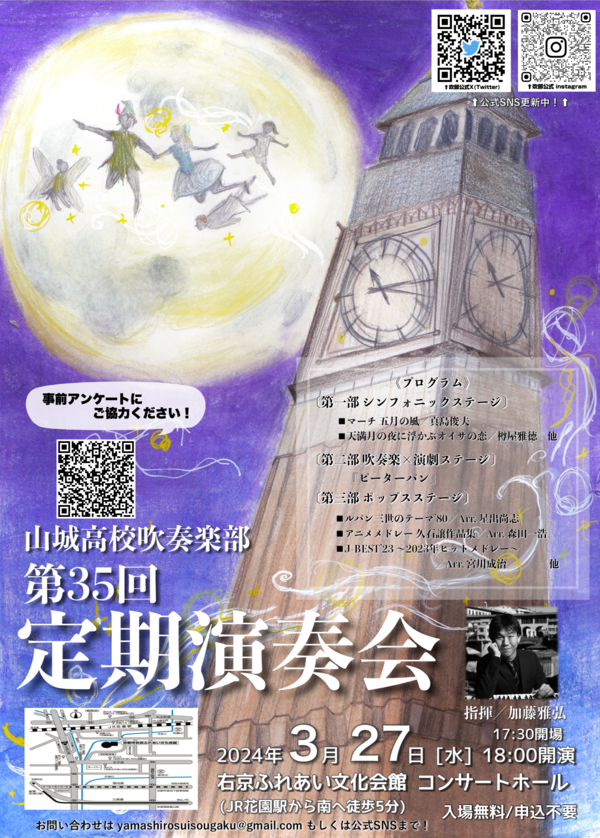 ⬆吹部公式X(Twitter)
⬆吹部公式 instagram
⬆公式SNS更新中！⬆
《プログラム》
〔第一部 シンフォニックステージ〕
■マーチ 五月の風／真島俊夫
■天満月の夜に浮かぶオイサの恋／樽屋雅徳　他
〔第二部 吹奏楽×演劇ステージ〕
『ピーターパン』
〔第三部 ポップスステージ〕
■ルパン三世のテーマ'80／Arr. 星出尚志
■アニメメドレー 久石譲作品集／Arr. 森田一浩
■J-BEST'23 ～2023年ヒットメドレー～
／Arr. 宮川成治　他
事前アンケートに
ご協力ください！
山城高校吹奏楽部
第35回
定期演奏会
指揮／加藤雅弘
17:30開場
2024年 3月 27日［水］18:00開演
右京ふれあい文化会館 コンサートホール
(JR花園駅から南へ徒歩5分)
入場無料/申込不要
お問い合わせは yamashirosuisougaku@gmail.com もしくは公式SNSまで！